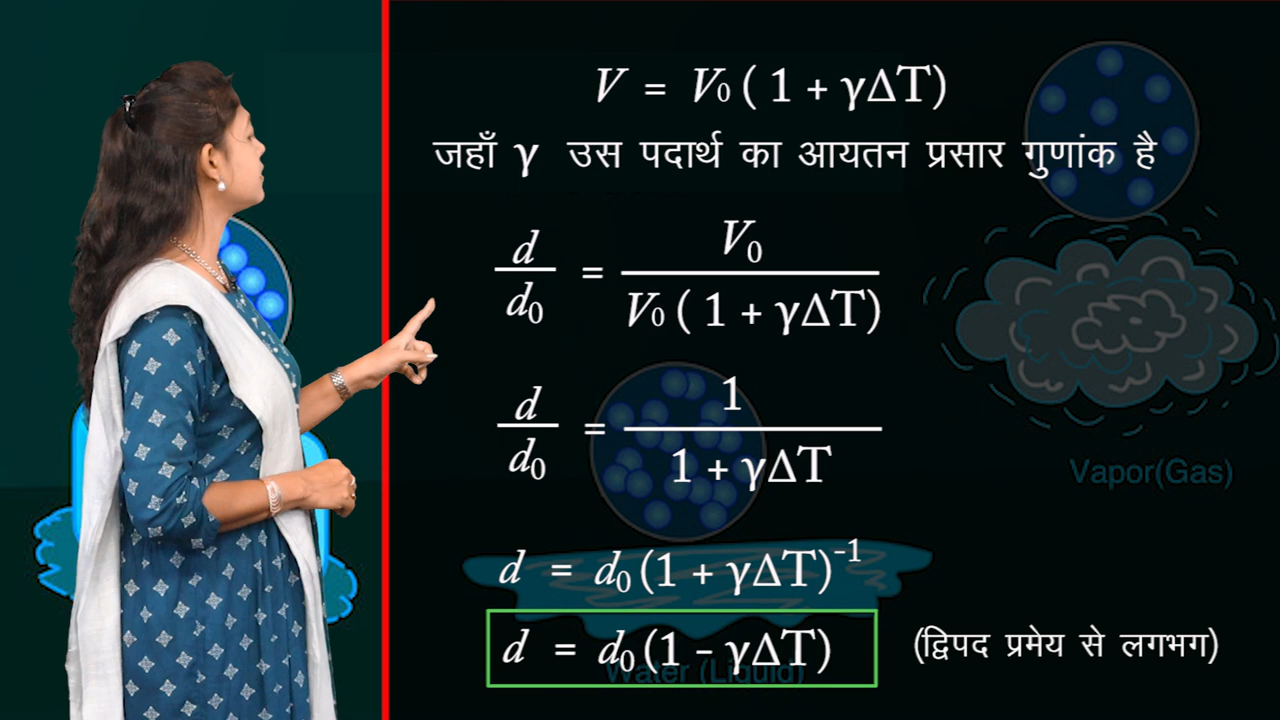 V = V₀ ( 1 + γΔT)
जहाँ γ उस पदार्थ का आयतन प्रसार गुणांक है
d/d₀ = V₀/V₀ ( 1 + γΔT)
d/d₀ = 1/1 + γΔT
Vapor(Gas)
d = d₀ (1 + γΔT)⁻¹
d = d₀ (1 - γΔT) (द्विपद प्रमेय से लगभग)
Water (Liquid)